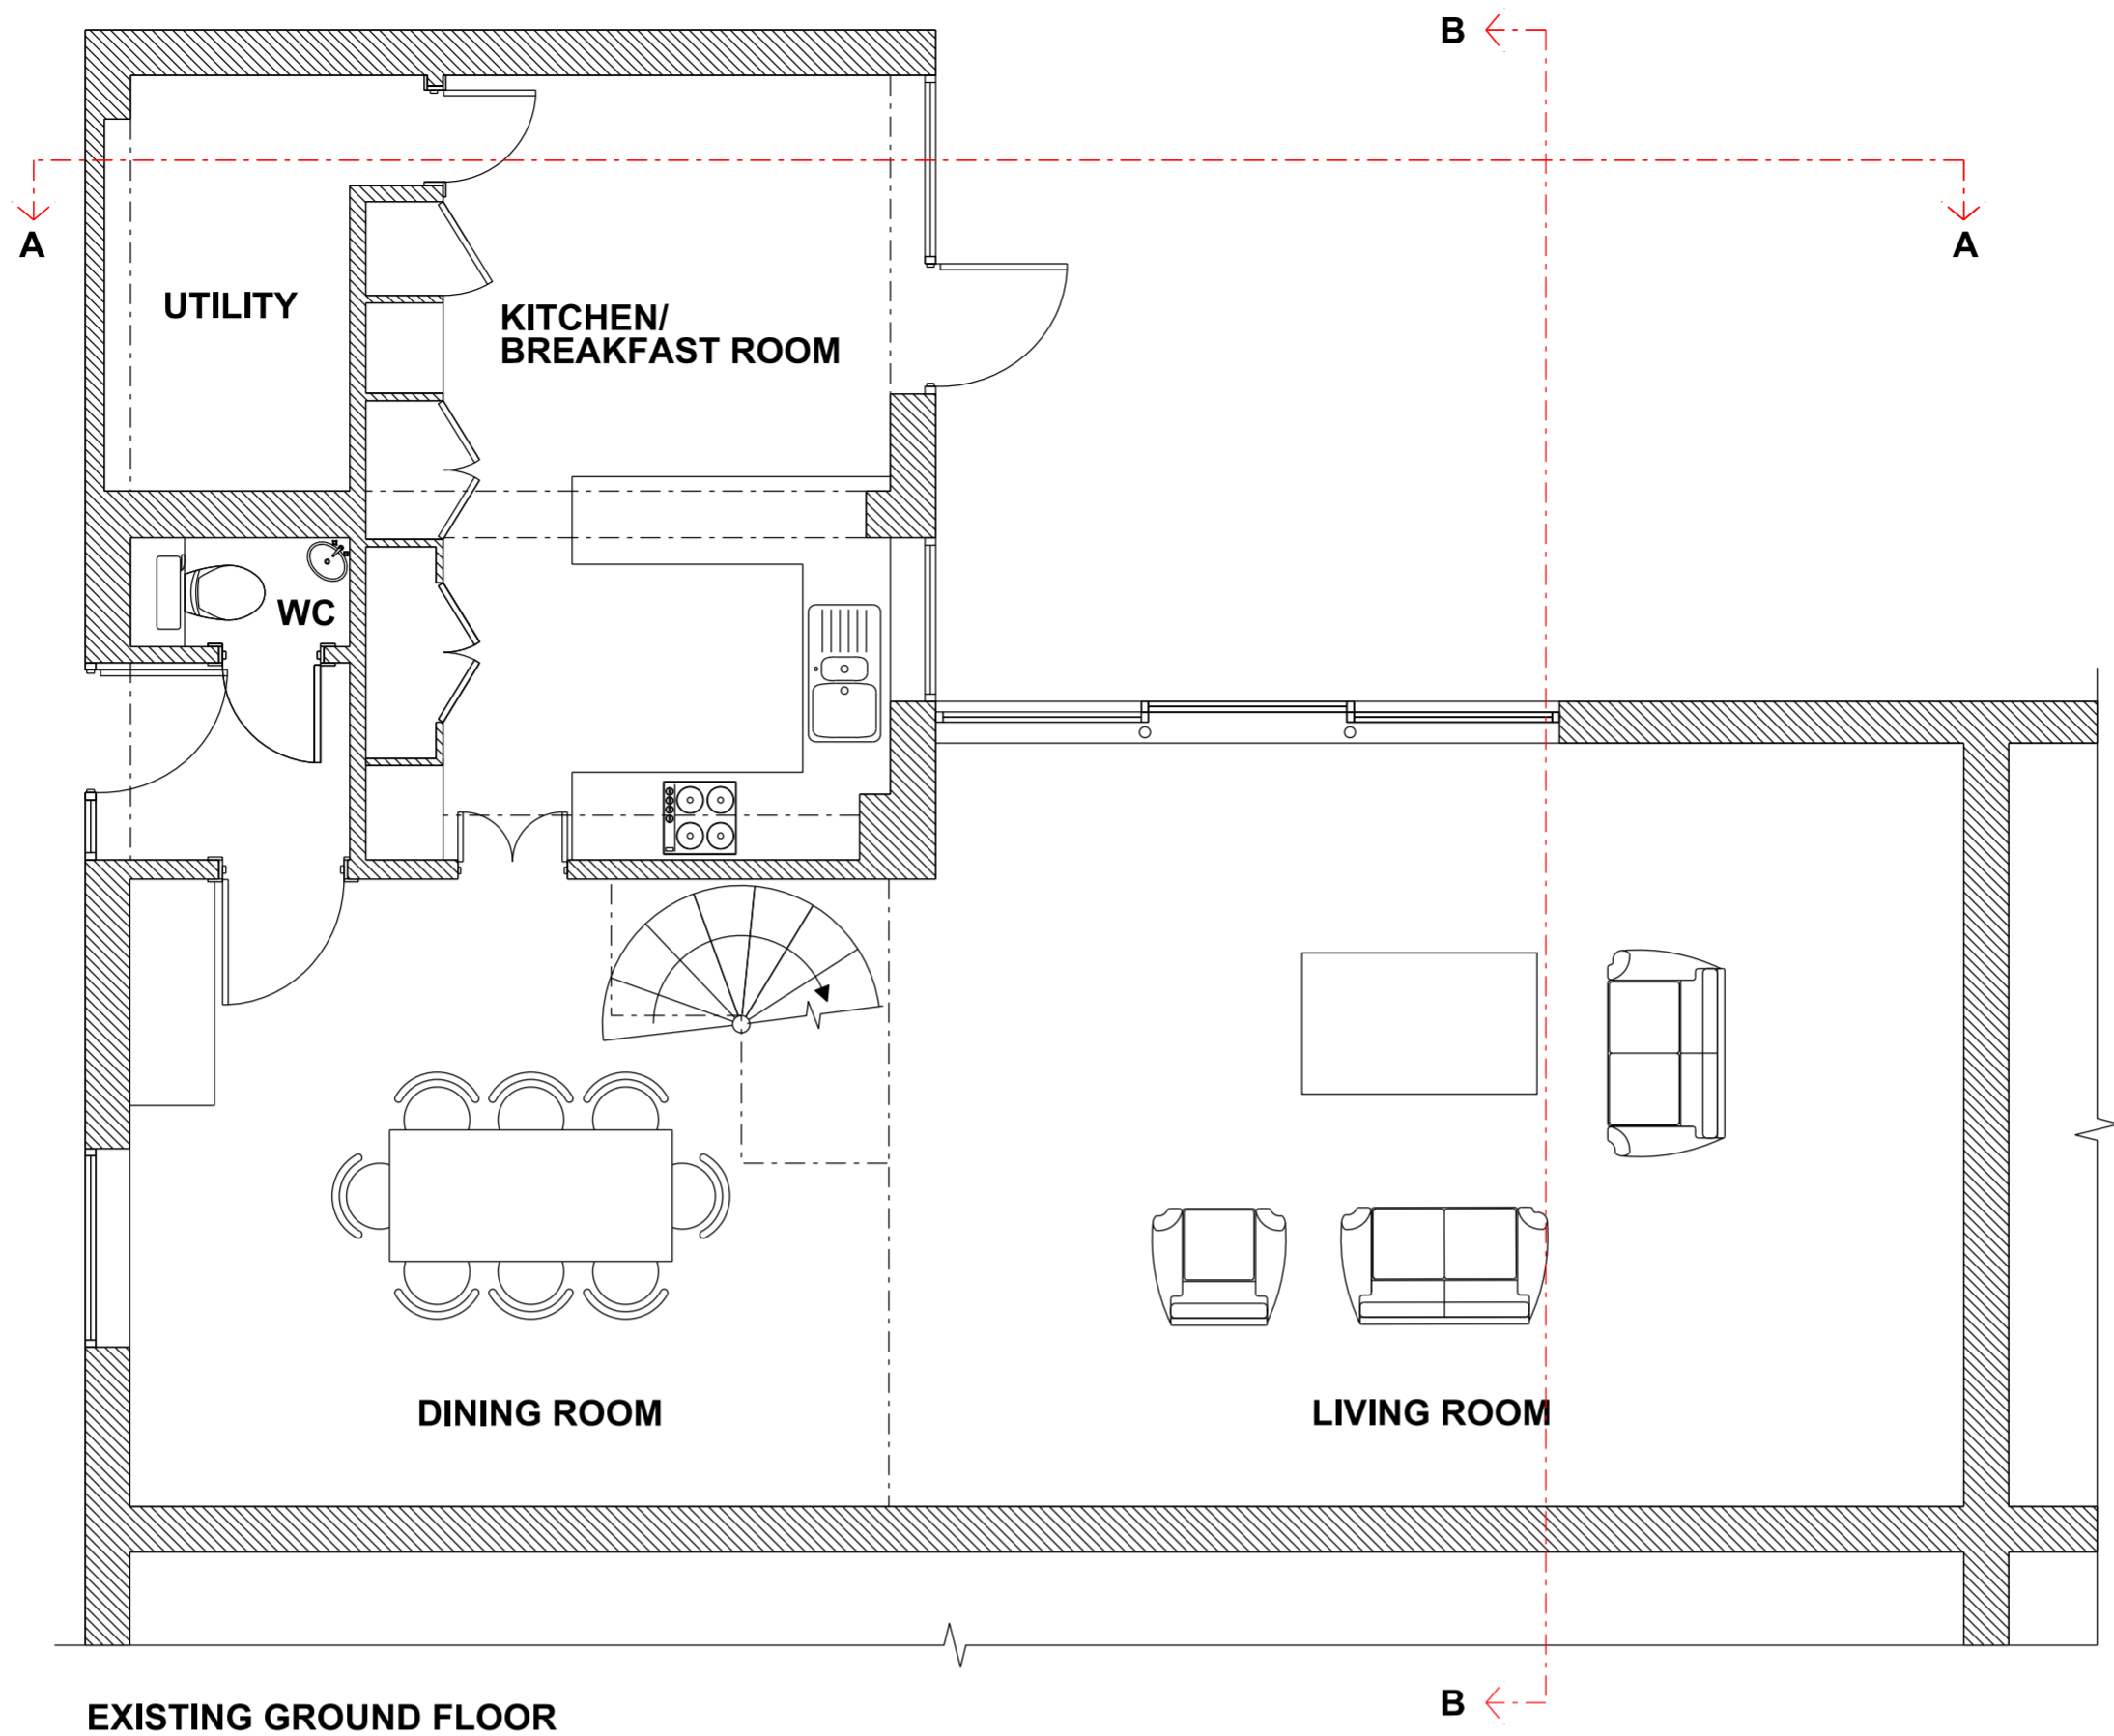 B
A
A
UTILITY
KITCHEN/
BREAKFAST ROOM
WC
DINING ROOM
LIVING ROOM
B
EXISTING GROUND FLOOR